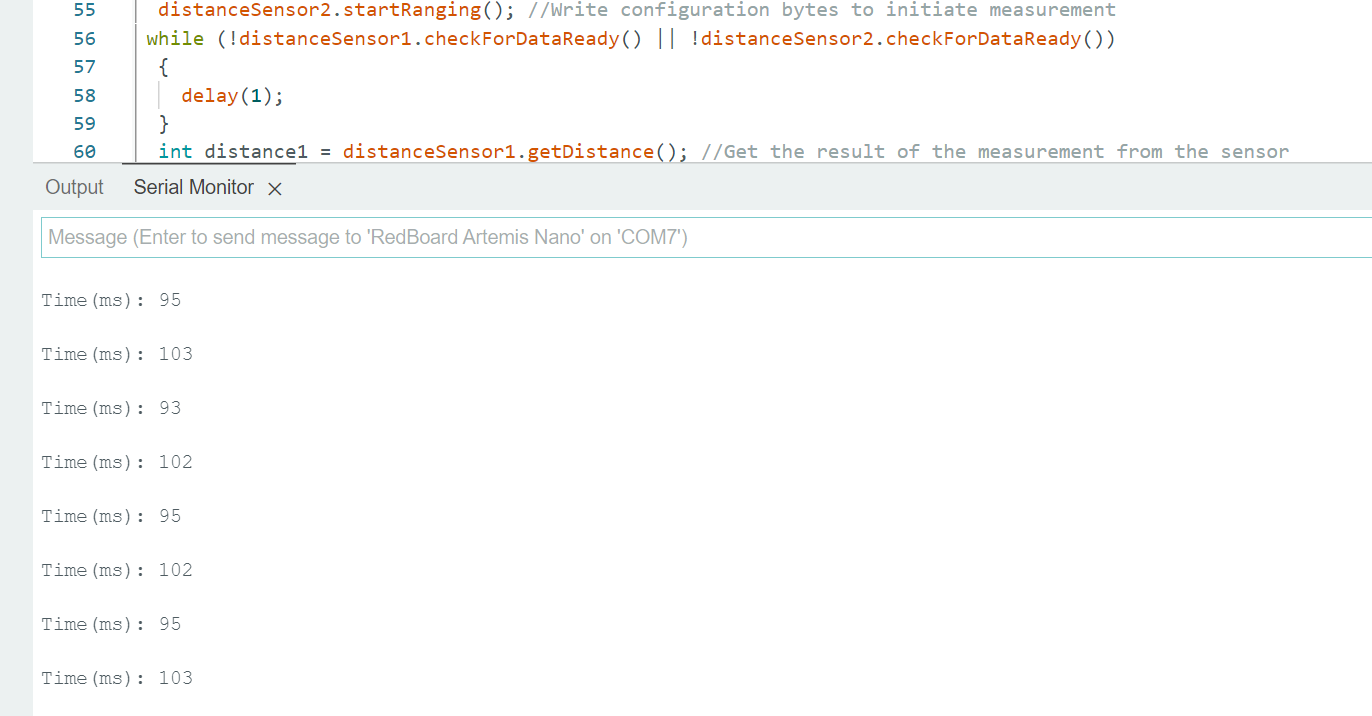 55 distanceSensor2.startRanging(); //Write configuration bytes to initiate measurement
56 while (!distanceSensor1.checkForDataReady() || !distanceSensor2.checkForDataReady())
57 {
58 delay(1);
59 }
60 int distance1 = distanceSensor1.getDistance(); //Get the result of the measurement from the sensor
Output Serial Monitor ×
Message (Enter to send message to 'RedBoard Artemis Nano' on 'COM7')
Time(ms): 95
Time(ms): 103
Time(ms): 93
Time(ms): 102
Time(ms): 95
Time(ms): 102
Time(ms): 95
Time(ms): 103